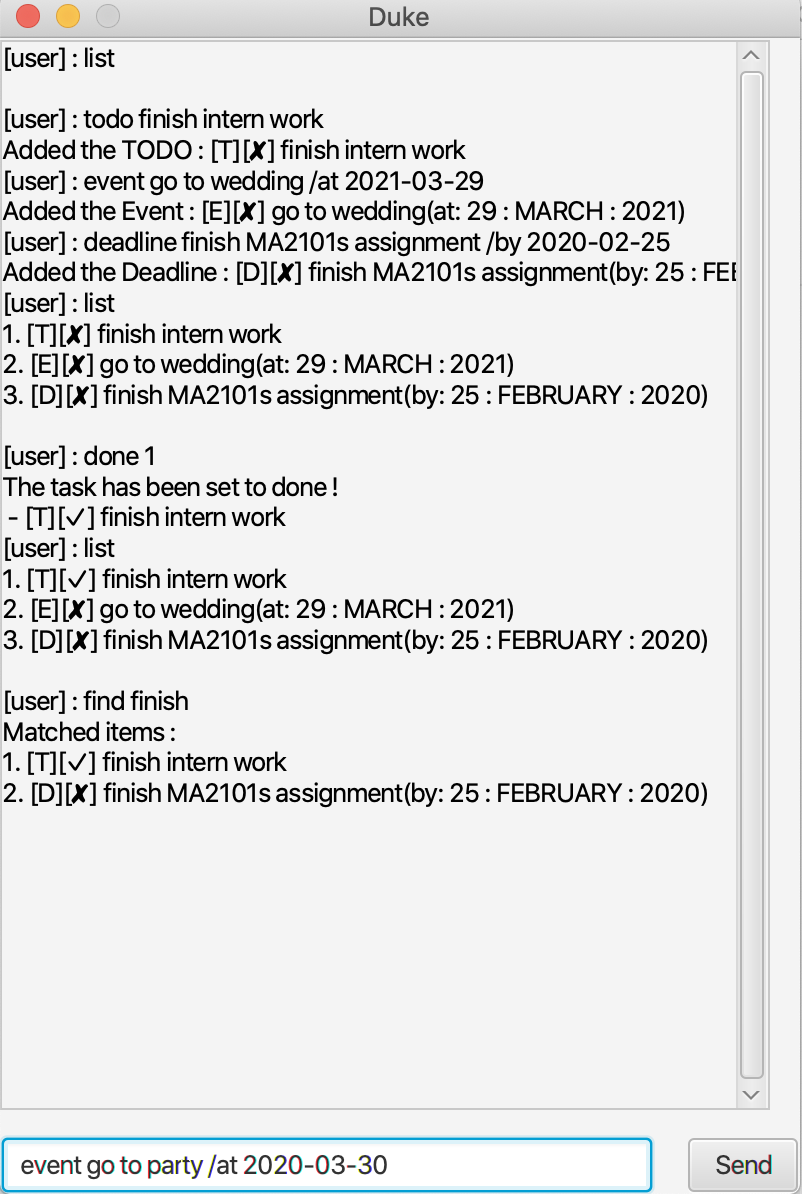 Duke
[user] : list
[user] : todo finish intern work
Added the TODO : [T][✘] finish intern work
[user] : event go to wedding /at 2021-03-29
Added the Event : [E][✘] go to wedding(at: 29 : MARCH : 2021)
[user] : deadline finish MA2101s assignment /by 2020-02-25
Added the Deadline : [D][✘] finish MA2101s assignment(by: 25 : FEB
[user] : list
1. [T][✘] finish intern work
2. [E][✘] go to wedding(at: 29 : MARCH : 2021)
3. [D][✘] finish MA2101s assignment(by: 25 : FEBRUARY : 2020)
[user] : done 1
The task has been set to done !
- [T][✓] finish intern work
[user] : list
1. [T][✓] finish intern work
2. [E][✘] go to wedding(at: 29 : MARCH : 2021)
3. [D][✘] finish MA2101s assignment(by: 25 : FEBRUARY : 2020)
[user] : find finish
Matched items :
1. [T][✓] finish intern work
2. [D][✘] finish MA2101s assignment(by: 25 : FEBRUARY : 2020)
event go to party /at 2020-03-30
Send